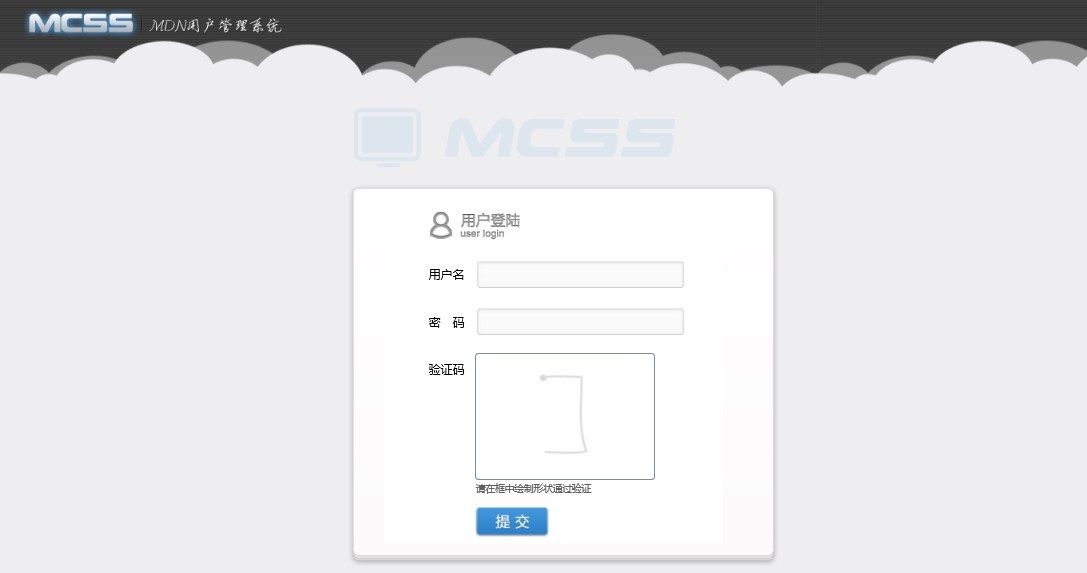 MCSS MDN用户管理系统
MCSS
用户登陆
user login
用户名
密 码
验证码
请在框中绘制形状通过验证
提交